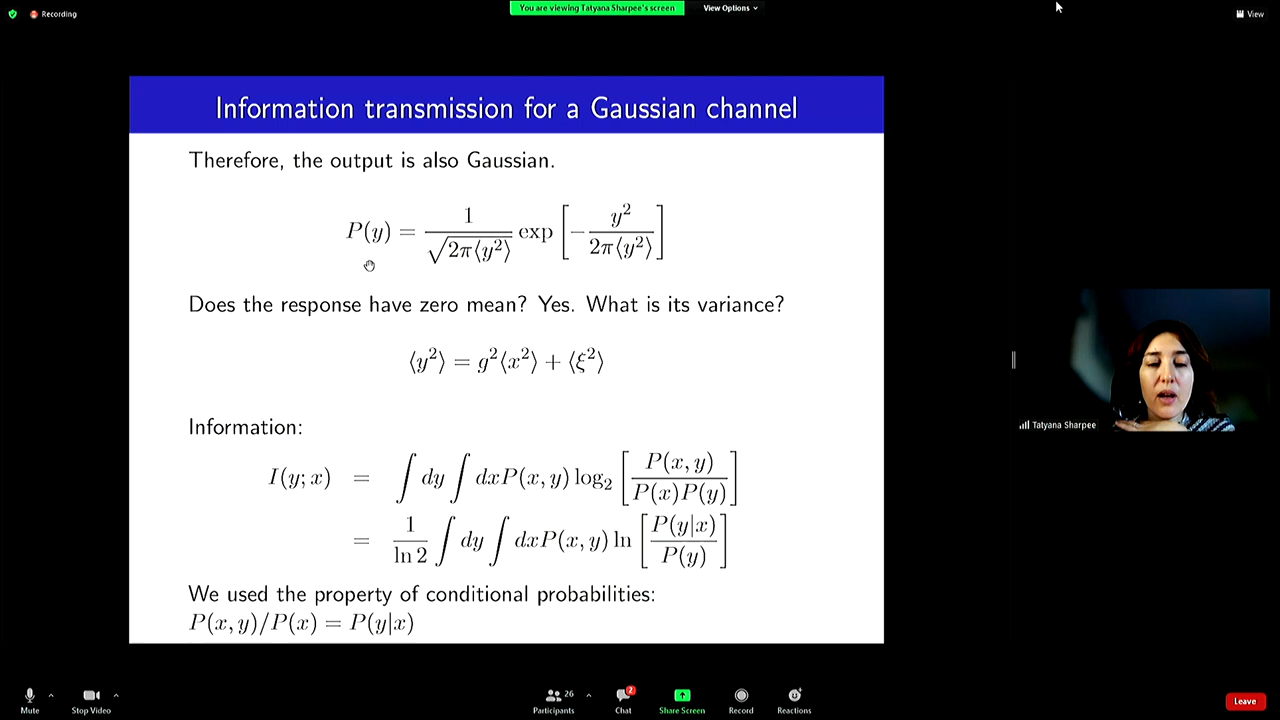 Recording
You are viewing Tatyana Sharpee's screen
View Options
View
Information transmission for a Gaussian channel
Therefore, the output is also Gaussian.
P(y) = 1/√(2π⟨y²⟩) exp [ − y²/(2π⟨y²⟩) ]
Does the response have zero mean? Yes. What is its variance?
⟨y²⟩ = g²⟨x²⟩ + ⟨ξ²⟩
Information:
I(y; x) = ∫ dy ∫ dxP(x, y) log₂ [ P(x, y) / P(x)P(y) ]
= 1/ln 2 ∫ dy ∫ dxP(x, y) ln [ P(y|x) / P(y) ]
We used the property of conditional probabilities:
P(x, y)/P(x) = P(y|x)
Tatyana Sharpee
Mute
Stop Video
26
Participants
2
Chat
Share Screen
Record
Reactions
Leave